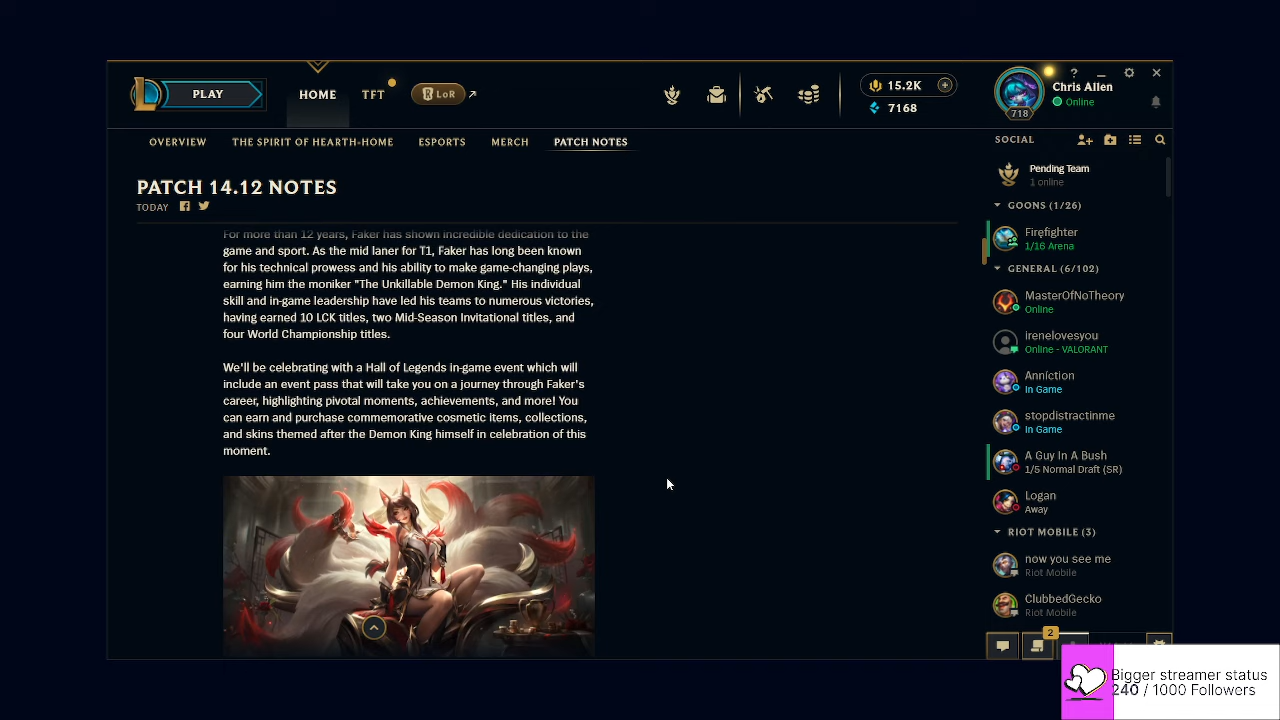 PLAY
HOME
TFT
LoR
15.2K
7168
718
Chris Allen
Online
OVERVIEW
THE SPIRIT OF HEARTH-HOME
ESPORTS
MERCH
PATCH NOTES
SOCIAL
PATCH 14.12 NOTES
TODAY
For more than 12 years, Faker has shown incredible dedication to the
game and sport. As the mid laner for T1, Faker has long been known
for his technical prowess and his ability to make game-changing plays,
earning him the moniker "The Unkillable Demon King." His individual
skill and in-game leadership have led his teams to numerous victories,
having earned 10 LCK titles, two Mid-Season Invitational titles, and
four World Championship titles.
We'll be celebrating with a Hall of Legends in-game event which will
include an event pass that will take you on a journey through Faker's
career, highlighting pivotal moments, achievements, and more! You
can earn and purchase commemorative cosmetic items, collections,
and skins themed after the Demon King himself in celebration of this
moment.
Pending Team
1 online
GOONS (1/26)
Firefighter
1/16 Arena
GENERAL (6/102)
MasterOfNoTheory
Online
irenelovesyou
Online - VALORANT
Anniction
In Game
stopdistractinme
In Game
A Guy In A Bush
1/5 Normal Draft (SR)
Logan
Away
RIOT MOBILE (3)
now you see me
Riot Mobile
ClubbedGecko
Riot Mobile
2
Bigger streamer status
240 / 1000 Followers